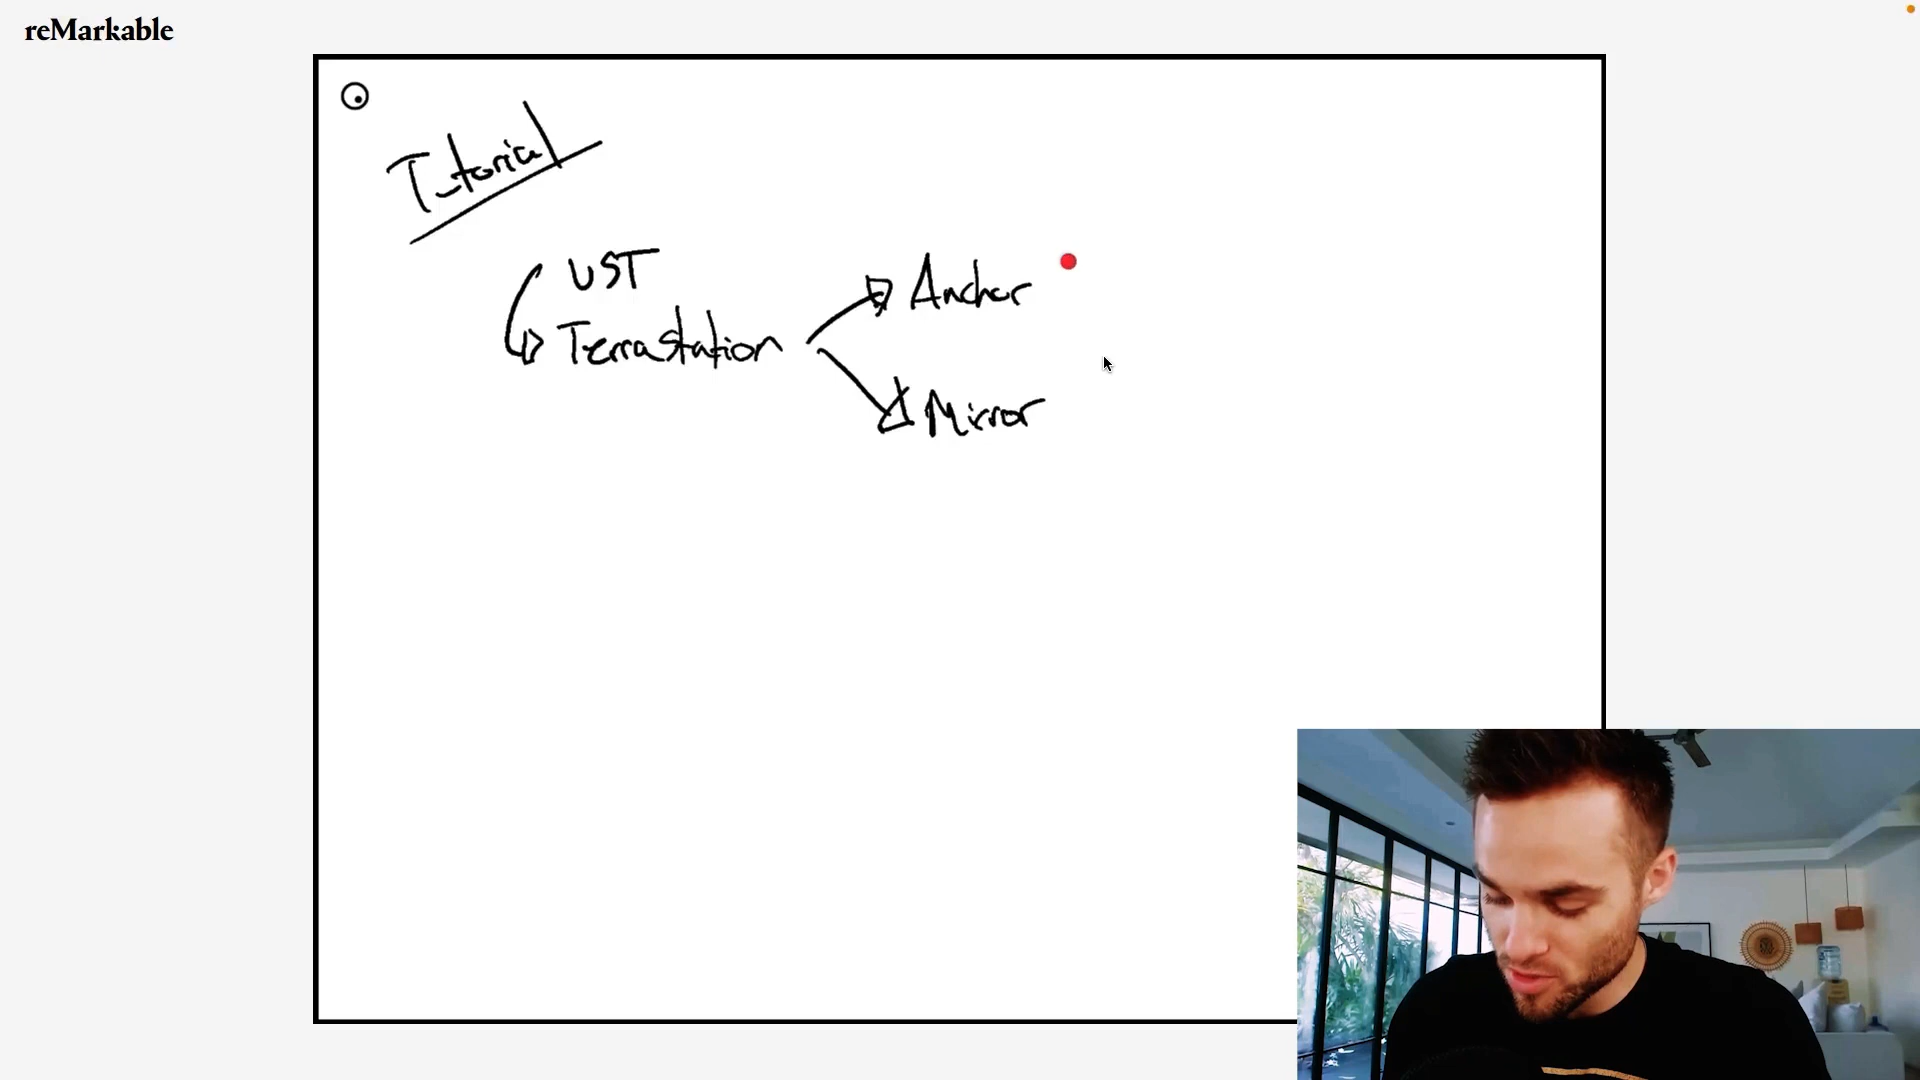 reMarkable
Tutorial
UST
Terrastation
Anchor
Mirror